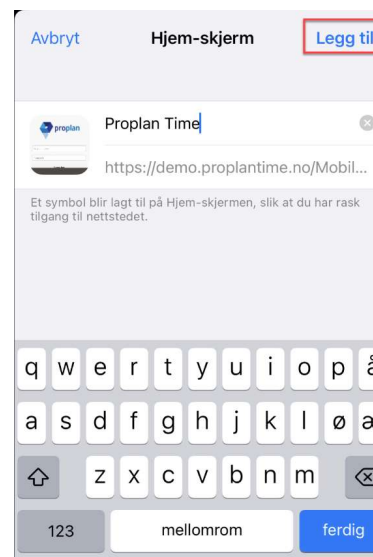 Avbryt Hjem-skjerm Legg til
proplan
Proplan Time
https://demo.proplantime.no/Mobil...
Et symbol blir lagt til på Hjem-skjermen, slik at du har rask
tilgang til nettstedet.
q w e r t y u i o p å
a s d f g h j k l ø æ
z x c v b n m
123 mellomrom ferdig